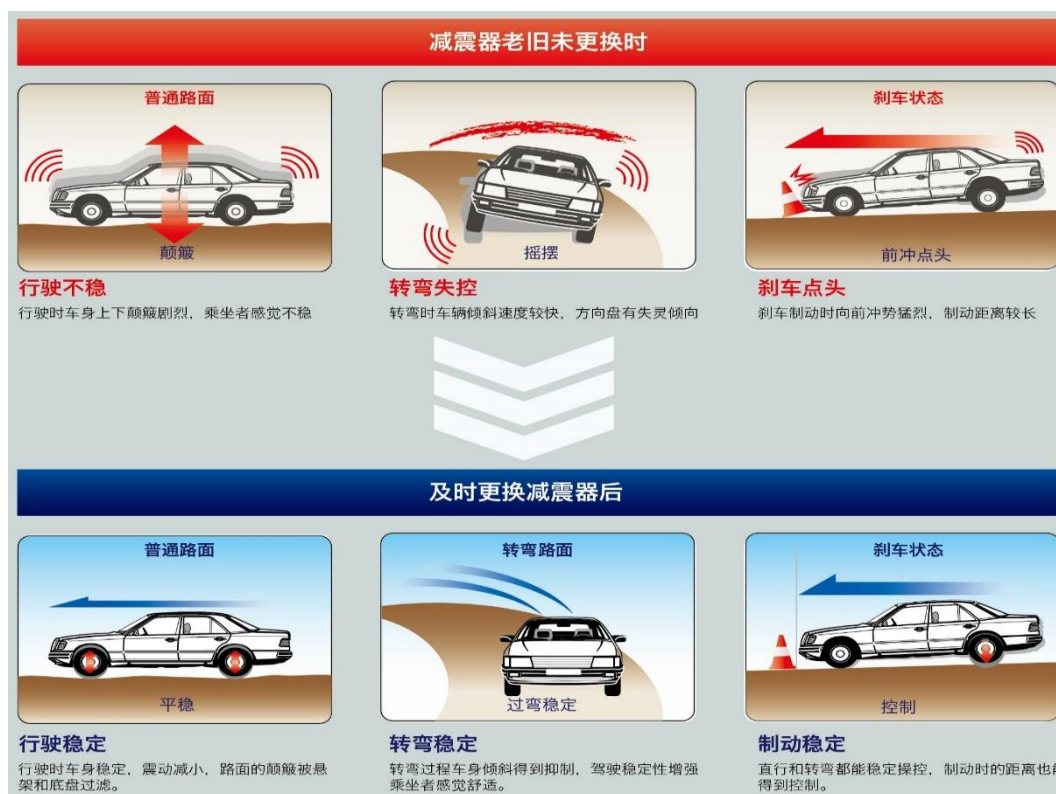 减震器老旧未更换时
普通路面
颠簸
行驶不稳
行驶时车身上下颠簸剧烈，乘坐者感觉不稳
摇摆
转弯失控
转弯时车辆倾斜速度较快，方向盘有失灵倾向
刹车状态
前冲点头
刹车点头
刹车制动时向前冲势猛烈，制动距离较长
及时更换减震器后
普通路面
平稳
行驶稳定
行驶时车身稳定，震动减小，路面的颠簸被悬
架和底盘过滤。
转弯路面
过弯稳定
转弯稳定
转弯过程车身倾斜得到抑制，驾驶稳定性增强
乘坐者感觉舒适。
刹车状态
控制
制动稳定
直行和转弯都能稳定操控，制动时的距离也
得到控制。